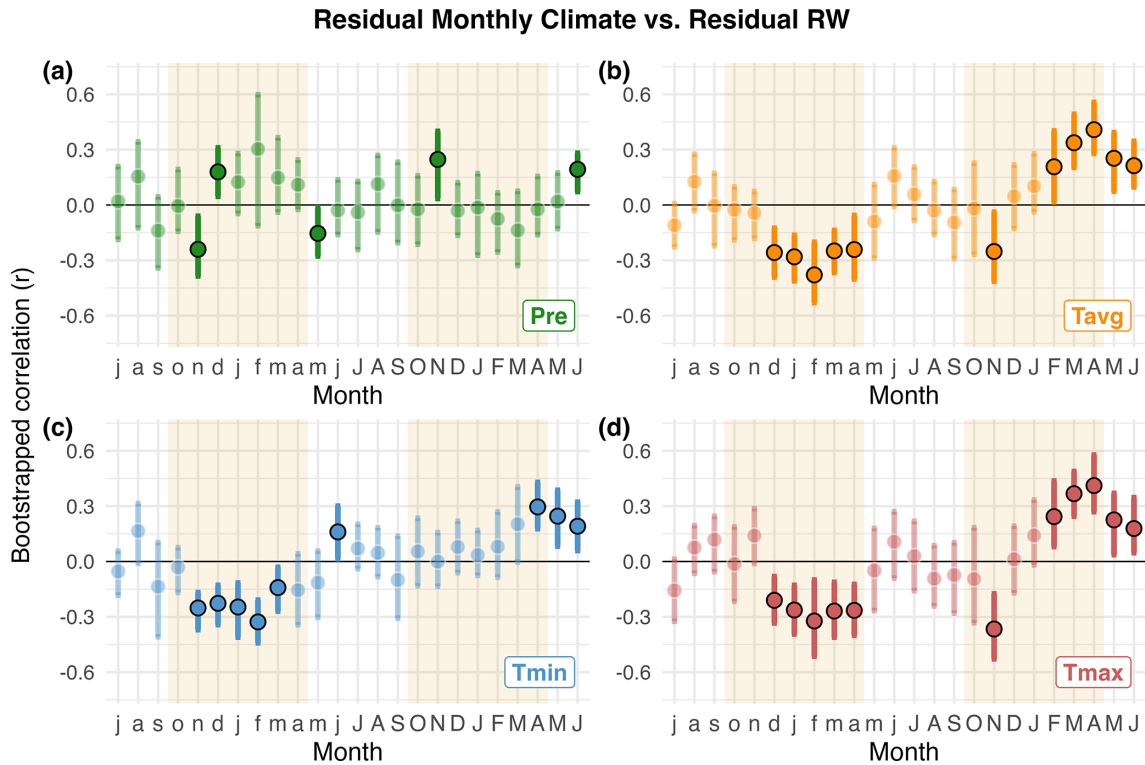 Residual Monthly Climate vs. Residual RW
Bootstrapped correlation (r)
(a)
0.6
0.3
0.0
-0.3
-0.6
Pre
j a s o n d j f m a m j J A S O N D J F M A M J
Month
(b)
0.6
0.3
0.0
-0.3
-0.6
Tavg
j a s o n d j f m a m j J A S O N D J F M A M J
Month
(c)
0.6
0.3
0.0
-0.3
-0.6
Tmin
j a s o n d j f m a m j J A S O N D J F M A M J
Month
(d)
0.6
0.3
0.0
-0.3
-0.6
Tmax
j a s o n d j f m a m j J A S O N D J F M A M J
Month